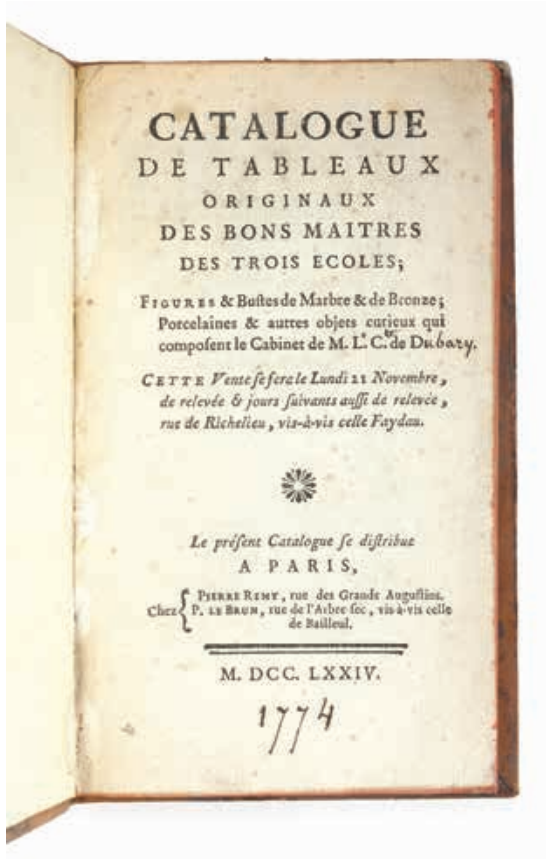 CATALOGUE
DE TABLEAUX
ORIGINAUX
DES BONS MAITRES
DES TROIS ECOLES;
FIGURES & Buſtes de Marbre & de Bronze;
Porcelaines & autres objets curieux qui
compoſent le Cabinet de M. Le. Cte. de Dubary.
CETTE Vente ſe fera le Lundi 21 Novembre,
de relevée & jours ſuivants auſſi de relevée,
rue de Richelieu, vis-à-vis celle Faydau.
Le préſent Catalogue ſe diſtribue
A PARIS,
Chez { PIERRE REMY, rue des Grands Auguſtins.
P. LE BRUN, rue de l'Arbre ſec, vis-à-vis celle
de Bailleul.
M. DCC. LXXIV.
1774